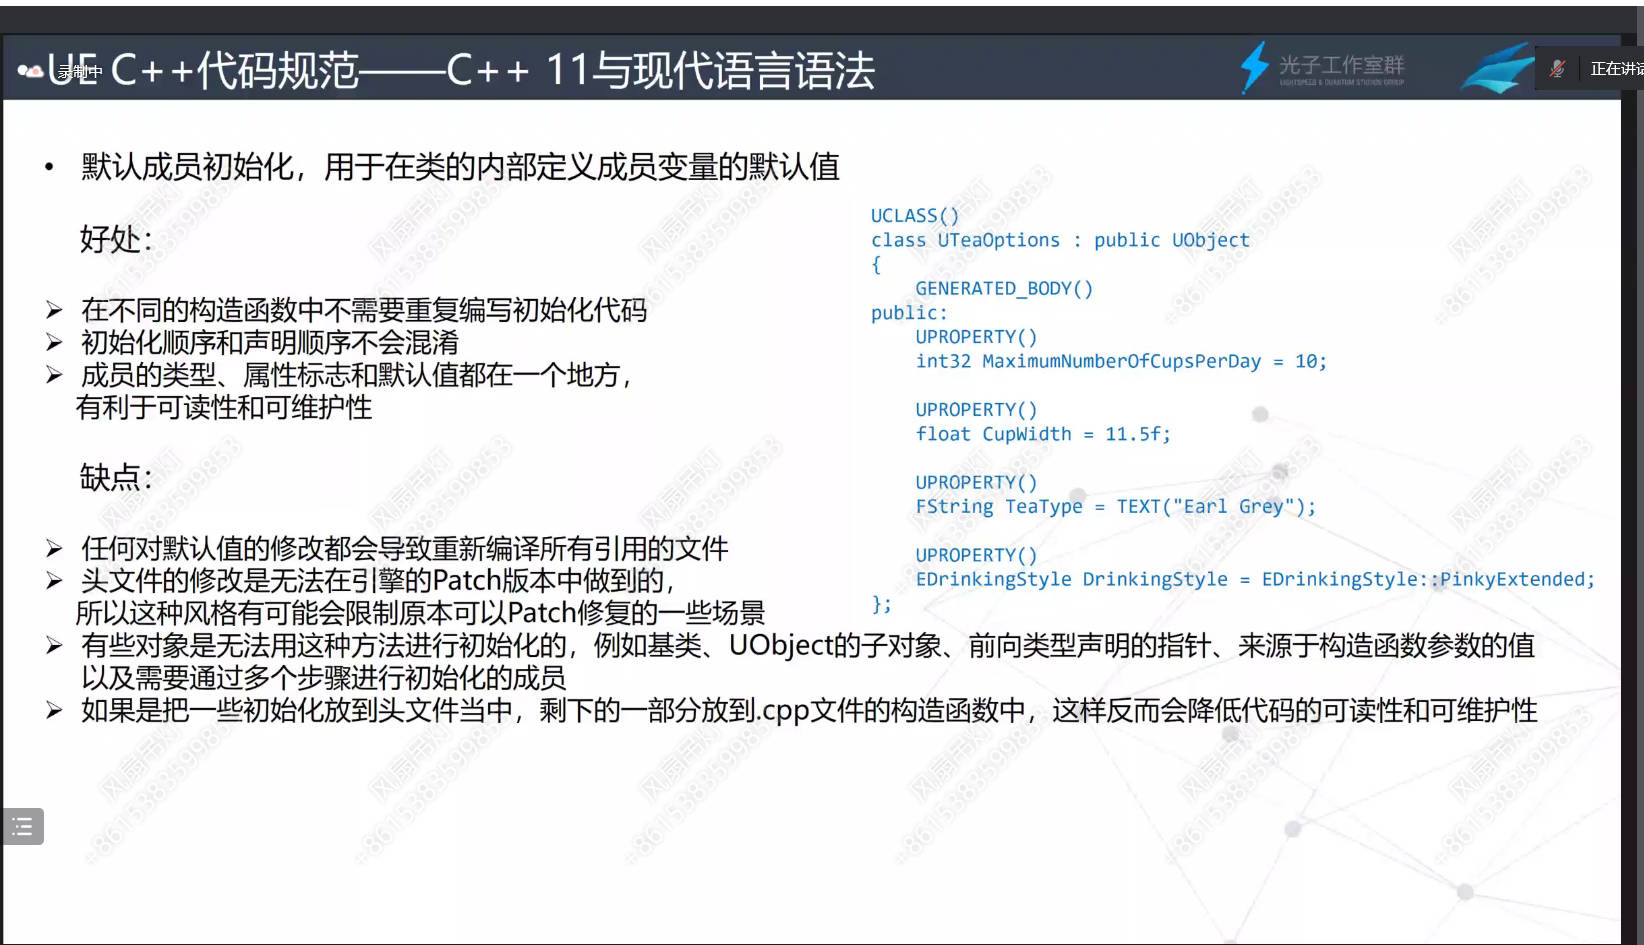 UE C++代码规范——C++ 11与现代语言语法
录制中
光子工作室群
LIGHTSPEED & QUANTUM STUDIOS GROUP
正在讲话
• 默认成员初始化，用于在类的内部定义成员变量的默认值
好处：
➢ 在不同的构造函数中不需要重复编写初始化代码
➢ 初始化顺序和声明顺序不会混淆
➢ 成员的类型、属性标志和默认值都在一个地方，
有利于可读性和可维护性
缺点：
➢ 任何对默认值的修改都会导致重新编译所有引用的文件
➢ 头文件的修改是无法在引擎的Patch版本中做到的，
所以这种风格有可能会限制原本可以Patch修复的一些场景
➢ 有些对象是无法用这种方法进行初始化的，例如基类、UObject的子对象、前向类型声明的指针、来源于构造函数参数的值
以及需要通过多个步骤进行初始化的成员
➢ 如果是把一些初始化放到头文件当中，剩下的一部分放到.cpp文件的构造函数中，这样反而会降低代码的可读性和可维护性
UCLASS()
class UTeaOptions : public UObject
{
GENERATED_BODY()
public:
UPROPERTY()
int32 MaximumNumberOfCupsPerDay = 10;
UPROPERTY()
float CupWidth = 11.5f;
UPROPERTY()
FString TeaType = TEXT("Earl Grey");
UPROPERTY()
EDrinkingStyle DrinkingStyle = EDrinkingStyle::PinkyExtended;
};
风扇吊灯
+8615383599853